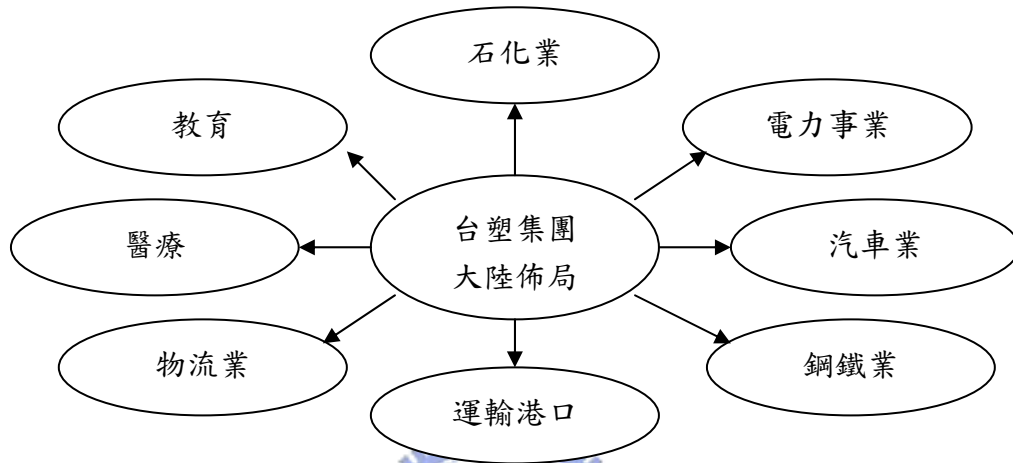 石化業
教育
電力事業
醫療
台塑集團
大陸佈局
汽車業
物流業
鋼鐵業
運輸港口